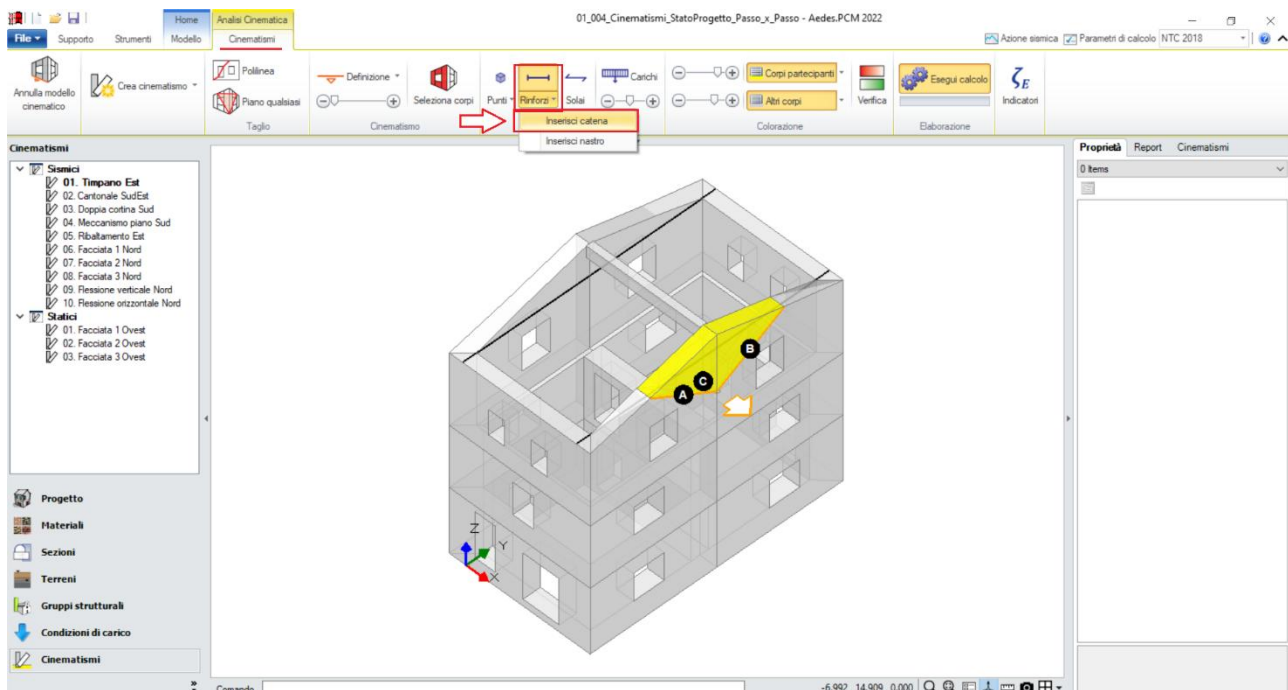 01_004_Cinematismi_StatoProgetto_Passo_x_Passo - Aedes.PCM 2022
Home
Analisi Cinematica
File
Supporto
Strumenti
Modello
Cinematismi
Azione sismica
Parametri di calcolo
NTC 2018
Annulla modello
cinematico
Crea cinematismo
Polilinea
Piano qualsiasi
Taglio
Definizione
Cinematismo
Seleziona corpi
Punti
Rinforzi
Solai
Carichi
Inserisci catena
Inserisci nastro
Corpi partecipanti
Altri corpi
Colorazione
Verifica
Esegui calcolo
Elaborazione
ζE
Indicatori
Cinematismi
Sismici
01. Timpano Est
02. Cantonale SudEst
03. Doppia cortina Sud
04. Meccanismo piano Sud
05. Ribaltamento Est
06. Facciata 1 Nord
07. Facciata 2 Nord
08. Facciata 3 Nord
09. Flessione verticale Nord
10. Flessione orizzontale Nord
Statici
01. Facciata 1 Ovest
02. Facciata 2 Ovest
03. Facciata 3 Ovest
Progetto
Materiali
Sezioni
Terreni
Gruppi strutturali
Condizioni di carico
Cinematismi
A
C
B
Z
Y
X
Proprietà
Report
Cinematismi
0 Items
Comando
-6.992 14.909 0.000